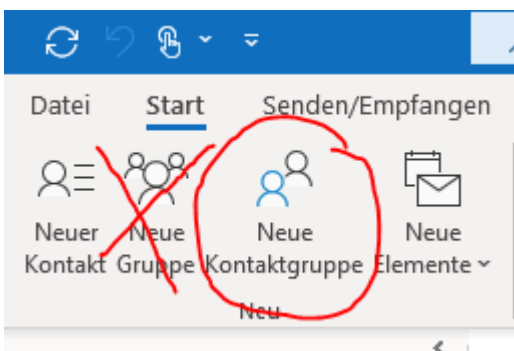 Datei Start Senden/Empfangen
Neuer Neue Neue Neue
Kontakt Gruppe Kontaktgruppe Elemente
Neu